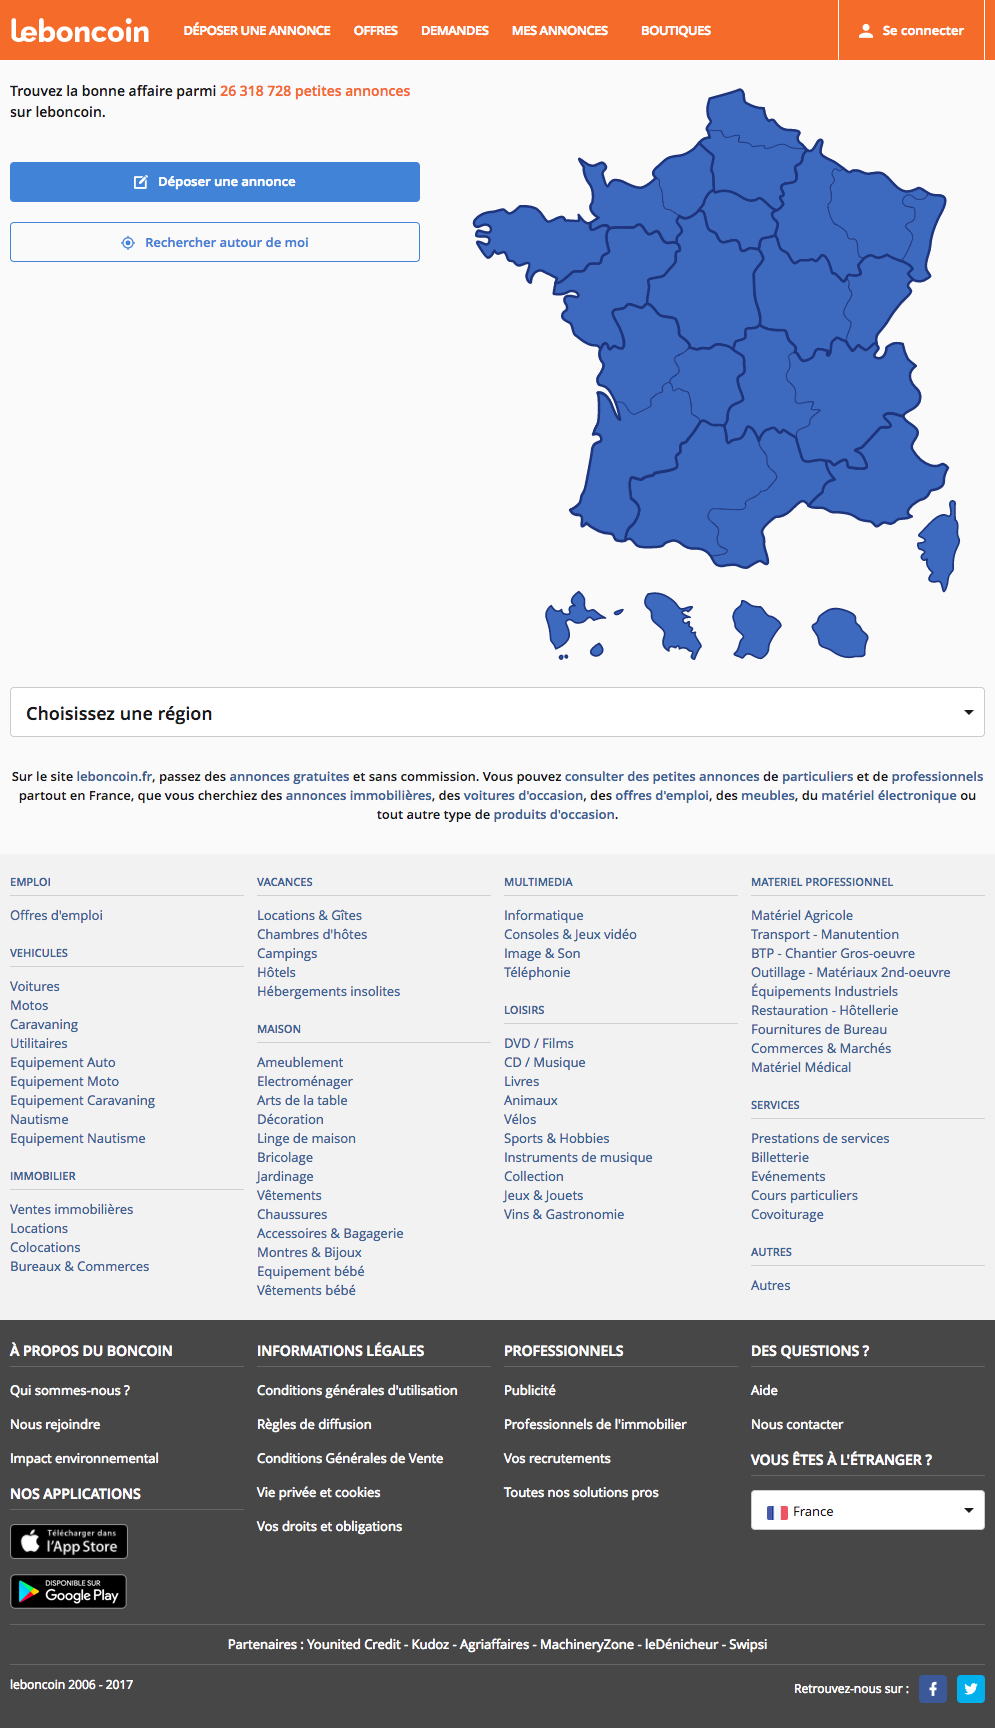 leboncoin
DÉPOSER UNE ANNONCE OFFRES DEMANDES MES ANNONCES BOUTIQUES
Se connecter
Trouvez la bonne affaire parmi 26 318 728 petites annonces
sur leboncoin.
Déposer une annonce
Rechercher autour de moi
Choisissez une région
Sur le site leboncoin.fr, passez des annonces gratuites et sans commission. Vous pouvez consulter des petites annonces de particuliers et de professionnels
partout en France, que vous cherchiez des annonces immobilières, des voitures d'occasion, des offres d'emploi, des meubles, du matériel électronique ou
tout autre type de produits d'occasion.
EMPLOI
Offres d'emploi
VEHICULES
Voitures
Motos
Caravaning
Utilitaires
Equipement Auto
Equipement Moto
Equipement Caravaning
Nautisme
Equipement Nautisme
IMMOBILIER
Ventes immobilières
Locations
Colocations
Bureaux & Commerces
VACANCES
Locations & Gîtes
Chambres d'hôtes
Campings
Hôtels
Hébergements insolites
MAISON
Ameublement
Electroménager
Arts de la table
Décoration
Linge de maison
Bricolage
Jardinage
Vêtements
Chaussures
Accessoires & Bagagerie
Montres & Bijoux
Equipement bébé
Vêtements bébé
MULTIMEDIA
Informatique
Consoles & Jeux vidéo
Image & Son
Téléphonie
LOISIRS
DVD / Films
CD / Musique
Livres
Animaux
Vélos
Sports & Hobbies
Instruments de musique
Collection
Jeux & Jouets
Vins & Gastronomie
MATERIEL PROFESSIONNEL
Matériel Agricole
Transport - Manutention
BTP - Chantier Gros-oeuvre
Outillage - Matériaux 2nd-oeuvre
Équipements Industriels
Restauration - Hôtellerie
Fournitures de Bureau
Commerces & Marchés
Matériel Médical
SERVICES
Prestations de services
Billetterie
Evénements
Cours particuliers
Covoiturage
AUTRES
Autres
À PROPOS DU BONCOIN
Qui sommes-nous ?
Nous rejoindre
Impact environnemental
NOS APPLICATIONS
Télécharger dans
l'App Store
DISPONIBLE SUR
Google Play
INFORMATIONS LÉGALES
Conditions générales d'utilisation
Règles de diffusion
Conditions Générales de Vente
Vie privée et cookies
Vos droits et obligations
PROFESSIONNELS
Publicité
Professionnels de l'immobilier
Vos recrutements
Toutes nos solutions pros
DES QUESTIONS ?
Aide
Nous contacter
VOUS ÊTES À L'ÉTRANGER ?
France
Partenaires : Younited Credit - Kudoz - Agriaffaires - MachineryZone - leDénicheur - Swipsi
leboncoin 2006 - 2017
Retrouvez-nous sur :